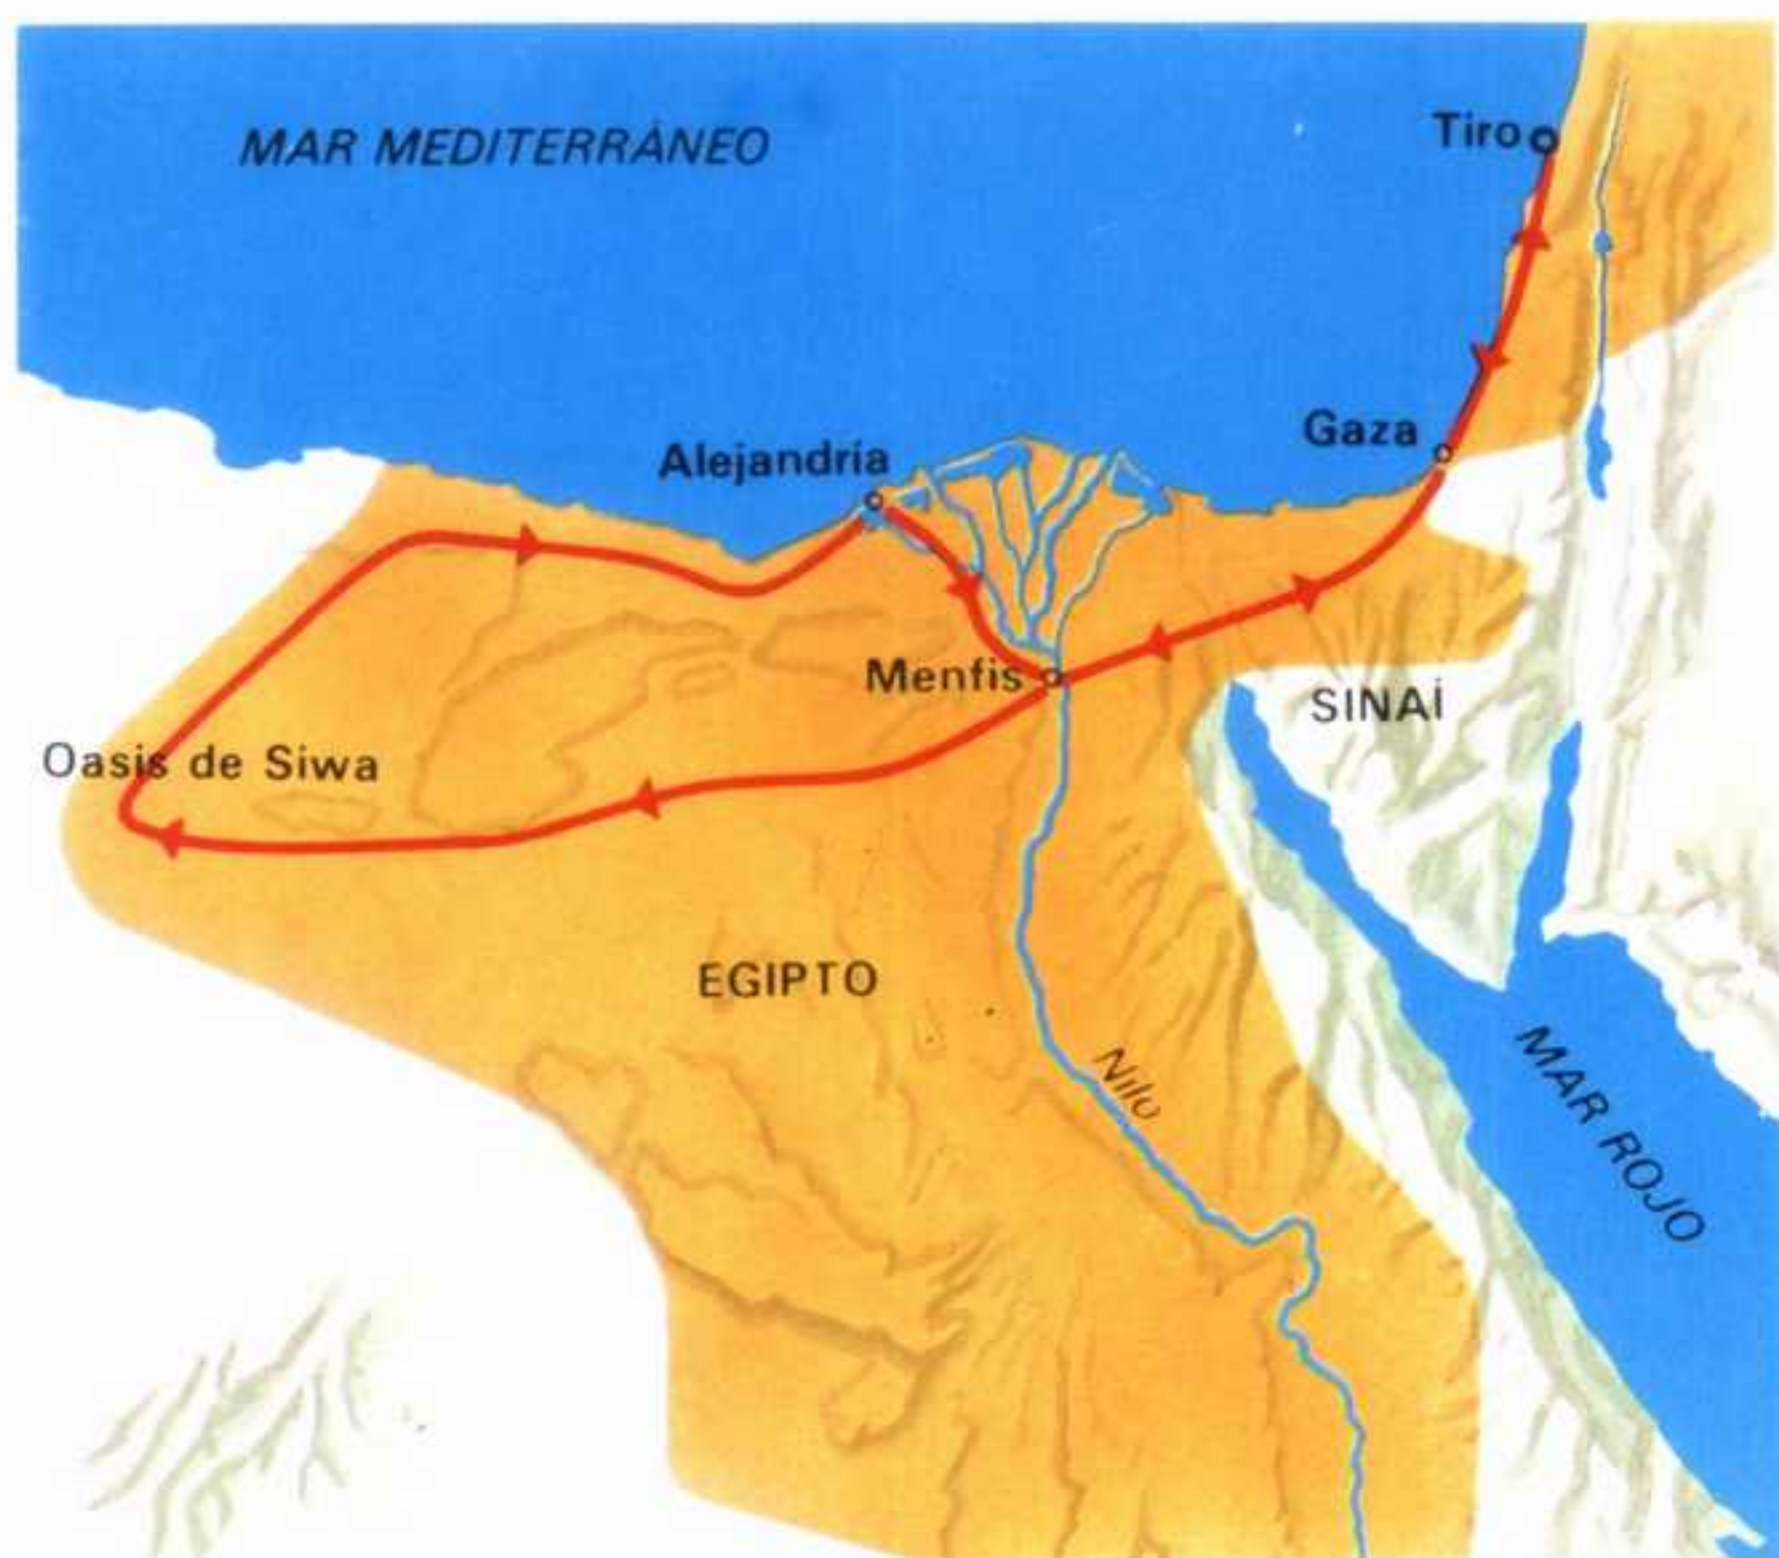 MAR MEDITERRÁNEO
Tiro
Gaza
Alejandría
Menfis
SINAÍ
Oasis de Siwa
EGIPTO
Nilo
MAR ROJO